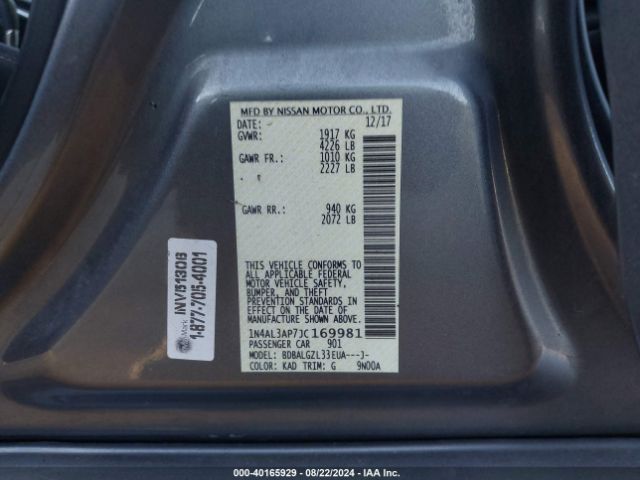 MFD BY NISSAN MOTOR CO., LTD.
DATE: 12/17
GVWR: 1917 KG
4226 LB
GAWR FR.: 1010 KG
2227 LB
GAWR RR.: 940 KG
2072 LB
THIS VEHICLE CONFORMS TO
ALL APPLICABLE FEDERAL
MOTOR VEHICLE SAFETY,
BUMPER, AND THEFT
PREVENTION STANDARDS IN
EFFECT ON THE DATE OF
MANUFACTURE SHOWN ABOVE.
1N4AL3AP7JC169981
PASSENGER CAR 901
MODEL: BDBALGZL33EUA---J-
COLOR: KAD TRIM: G 9N00A
INV51306
1-877-705-4001
000-40165929 - 08/22/2024 - IAA Inc.